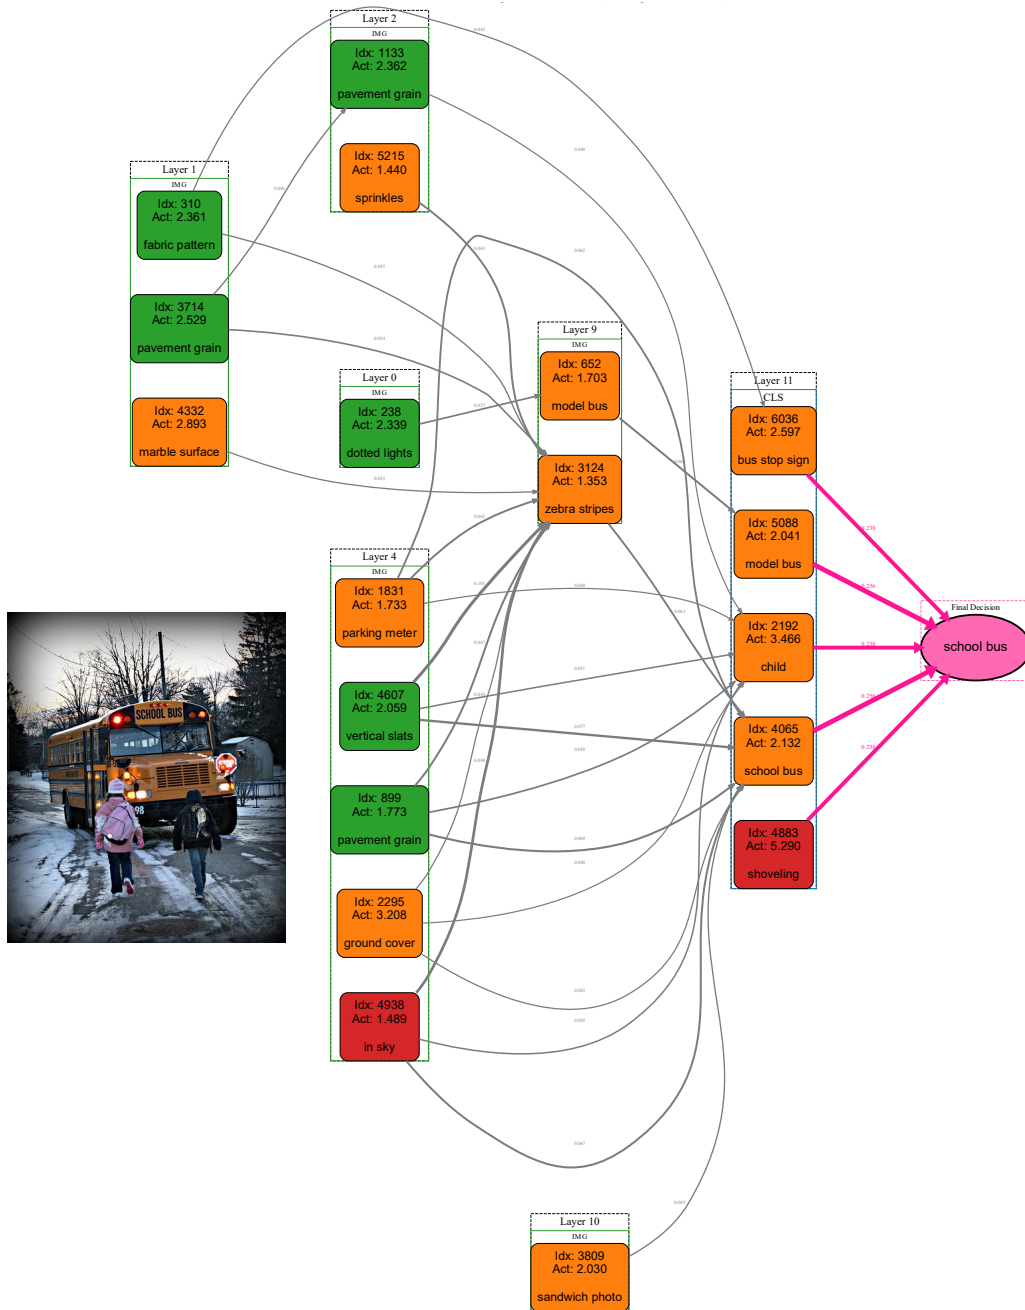 Layer 2
IMG
Idx: 1133
Act: 2.362
pavement grain
Idx: 5215
Act: 1.440
sprinkles
Layer 1
IMG
Idx: 310
Act: 2.361
fabric pattern
Idx: 3714
Act: 2.529
pavement grain
Idx: 4332
Act: 2.893
marble surface
Layer 0
IMG
Idx: 238
Act: 2.339
dotted lights
Layer 9
IMG
Idx: 652
Act: 1.703
model bus
Idx: 3124
Act: 1.353
zebra stripes
Layer 4
IMG
Idx: 1831
Act: 1.733
parking meter
Idx: 4607
Act: 2.059
vertical slats
Idx: 899
Act: 1.773
pavement grain
Idx: 2295
Act: 3.208
ground cover
Idx: 4938
Act: 1.489
in sky
Layer 10
IMG
Idx: 3809
Act: 2.030
sandwich photo
Layer 11
CLS
Idx: 6036
Act: 2.597
bus stop sign
Idx: 5088
Act: 2.041
model bus
Idx: 2192
Act: 3.466
child
Idx: 4065
Act: 2.132
school bus
Idx: 4883
Act: 5.290
shoveling
Final Decision
school bus
SCHOOL BUS
STOP